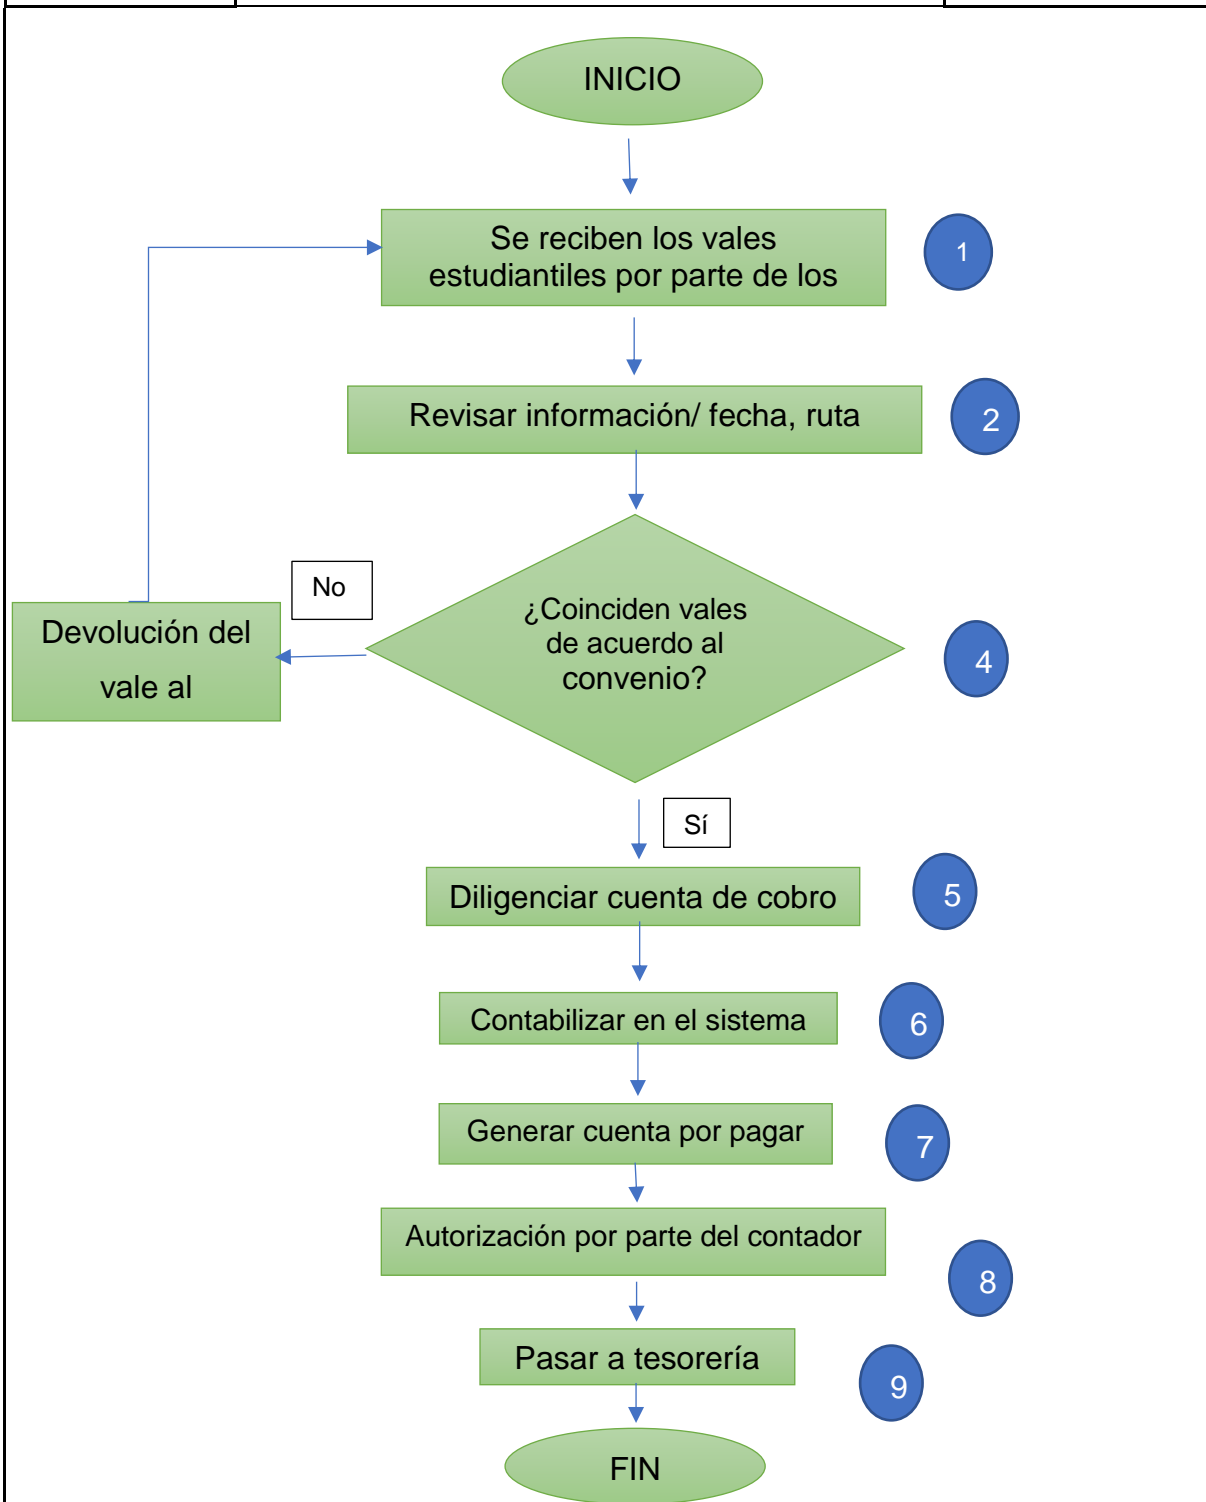 INICIO
Se reciben los vales
estudiantiles por parte de los
1
Revisar información/ fecha, ruta
2
No
¿Coinciden vales
de acuerdo al
convenio?
Devolución del
vale al
4
Sí
Diligenciar cuenta de cobro
5
Contabilizar en el sistema
6
Generar cuenta por pagar
7
Autorización por parte del contador
8
Pasar a tesorería
9
FIN